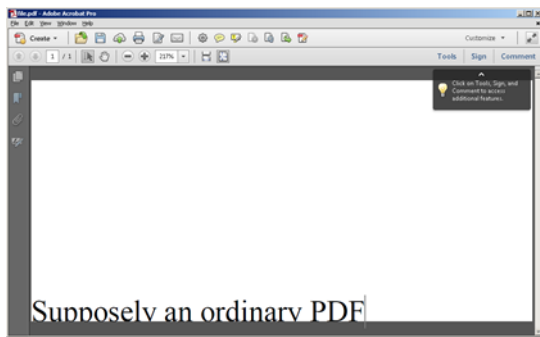 file.pdf - Adobe Acrobat Pro
File Edit View Window Help
Create
Customize
1 / 1
217%
Tools Sign Comment
Click on Tools, Sign, and
Comment to access
additional features.
Supposely an ordinary PDF